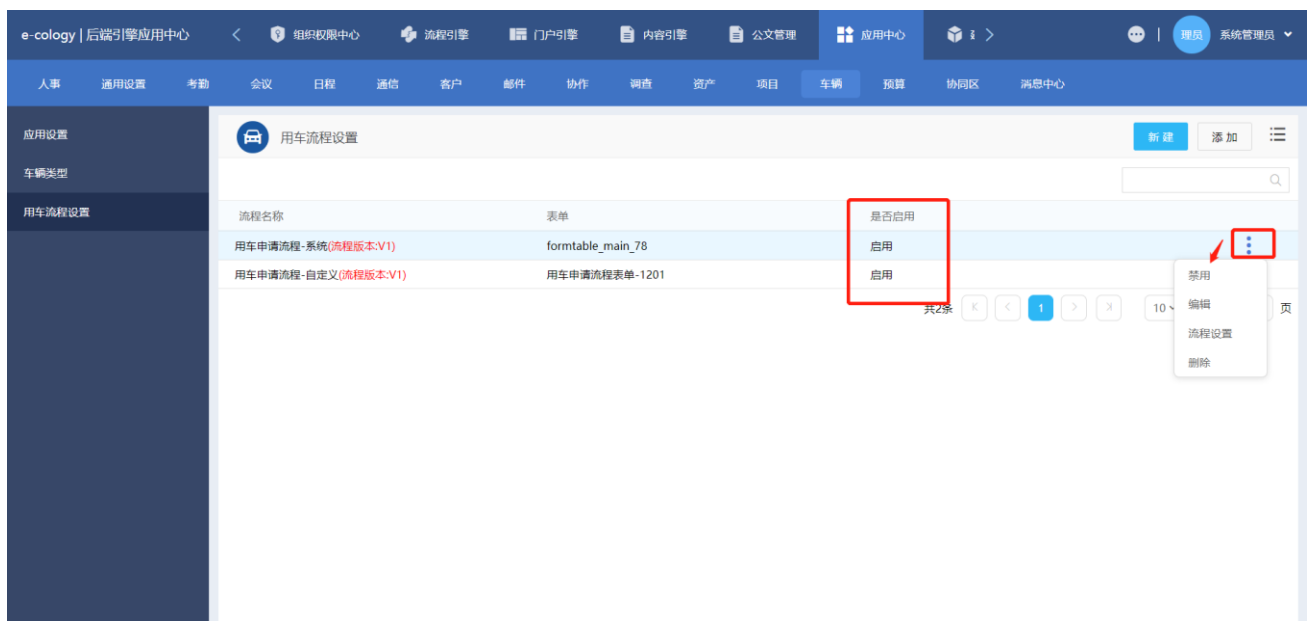 e-cology | 后端引擎应用中心 组织权限中心 流程引擎 门户引擎 内容引擎 公文管理 应用中心 理员 系统管理员
人事 通用设置 考勤 会议 日程 通信 客户 邮件 协作 调查 资产 项目 车辆 预算 协同区 消息中心
应用设置
车辆类型
用车流程设置
用车流程设置 新 建 添 加
流程名称 表单 是否启用
用车申请流程-系统(流程版本:V1) formtable_main_78 启用
用车申请流程-自定义(流程版本:V1) 用车申请流程表单-1201 启用
共2条 1 10 页
禁用
编辑
流程设置
删除